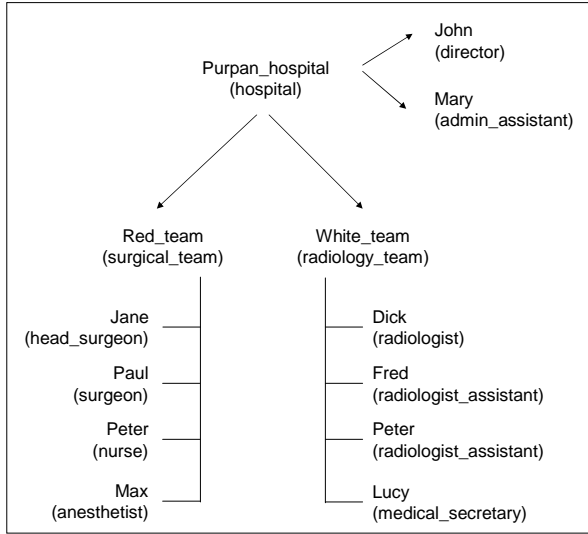 John
(director)
Purpan_hospital
(hospital)
Mary
(admin_assistant)
Red_team
(surgical_team)
White_team
(radiology_team)
Jane
(head_surgeon)
Paul
(surgeon)
Peter
(nurse)
Max
(anesthetist)
Dick
(radiologist)
Fred
(radiologist_assistant)
Peter
(radiologist_assistant)
Lucy
(medical_secretary)